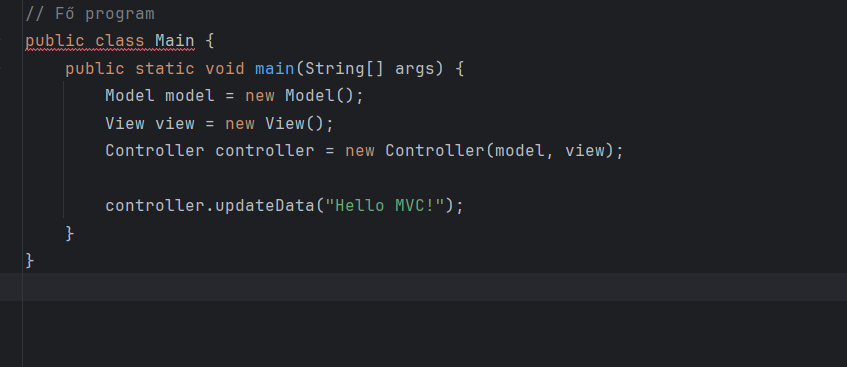 // Fő program
public class Main {
    public static void main(String[] args) {
        Model model = new Model();
        View view = new View();
        Controller controller = new Controller(model, view);

        controller.updateData("Hello MVC!");
    }
}